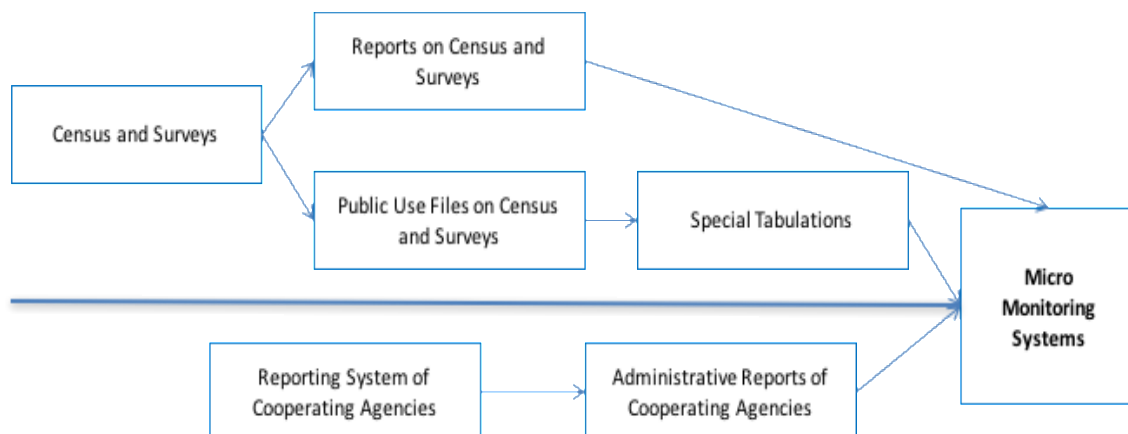 Reports on Census and
Surveys
Census and Surveys
Public Use Files on Census
and Surveys
Special Tabulations
Micro
Monitoring
Systems
Reporting System of
Cooperating Agencies
Administrative Reports of
Cooperating Agencies